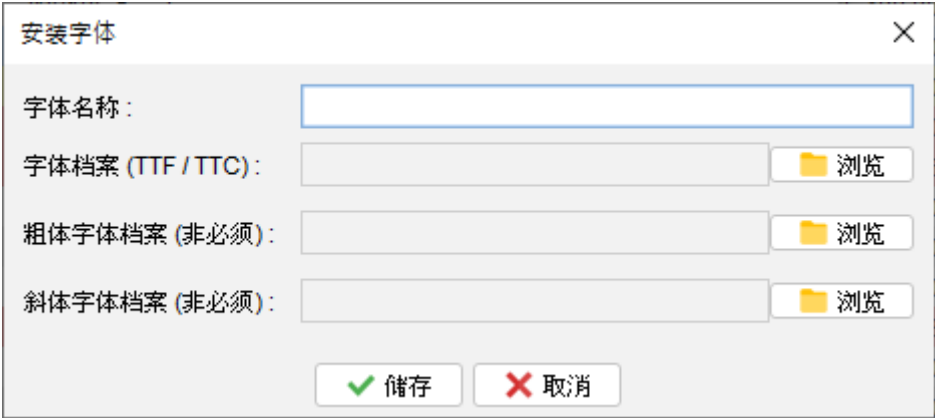 安装字体
字体名称 :
字体档案 (TTF / TTC) : 浏览
粗体字体档案 (非必须) : 浏览
斜体字体档案 (非必须) : 浏览
储存 取消